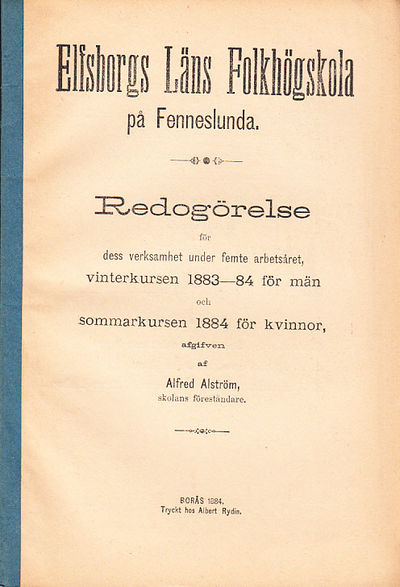 Elfsborgs Läns Folkhögskola
på Fenneslunda.
Redogörelse
för
dess verksamhet under femte arbetsåret,
vinterkursen 1883—84 för män
och
sommarkursen 1884 för kvinnor,
afgifven
af
Alfred Alström,
skolans föreståndare.
BORÅS 1884.
Tryckt hos Albert Rydin.